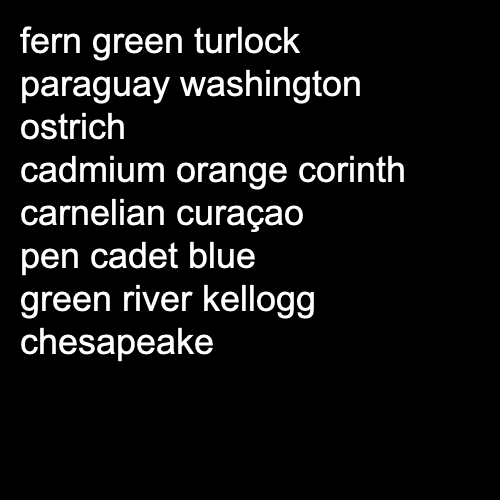 fern green turlock
paraguay washington
ostrich
cadmium orange corinth
carnelian curaçao
pen cadet blue
green river kellogg
chesapeake